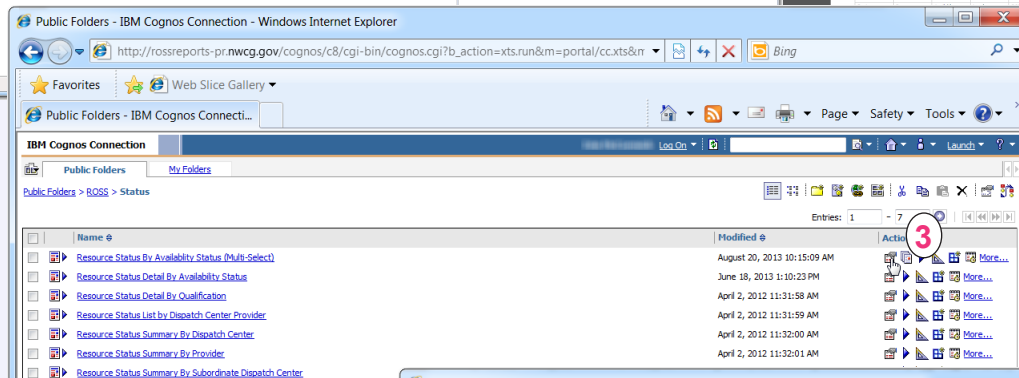 Public Folders - IBM Cognos Connection - Windows Internet Explorer
http://rossreports-pr.nwcg.gov/cognos/c8/cgi-bin/cognos.cgi?b_action=xts.run&m=portal/cc.xts&m
Bing
Favorites Web Slice Gallery
Public Folders - IBM Cognos Connecti...
Page Safety Tools
IBM Cognos Connection Log On Launch ?
Public Folders My Folders
Public Folders > ROSS > Status
Entries: 1 - 7
3
Name Modified Actio
Resource Status By Availablity Status (Multi-Select) August 20, 2013 10:15:09 AM More...
Resource Status Detail By Availability Status June 18, 2013 1:10:23 PM More...
Resource Status Detail By Qualification April 2, 2012 11:31:58 AM More...
Resource Status List by Dispatch Center Provider April 2, 2012 11:31:59 AM More...
Resource Status Summary By Dispatch Center April 2, 2012 11:32:00 AM More...
Resource Status Summary By Provider April 2, 2012 11:32:01 AM More...
Resource Status Summary By Subordinate Dispatch Center